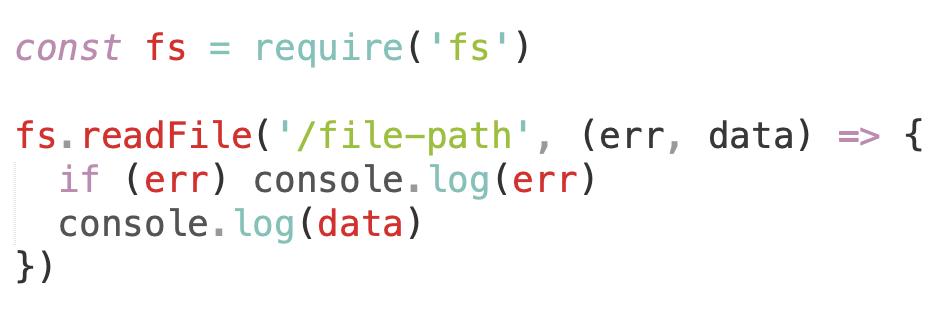 const fs = require('fs')

fs.readFile('/file-path', (err, data) => {
  if (err) console.log(err)
  console.log(data)
})